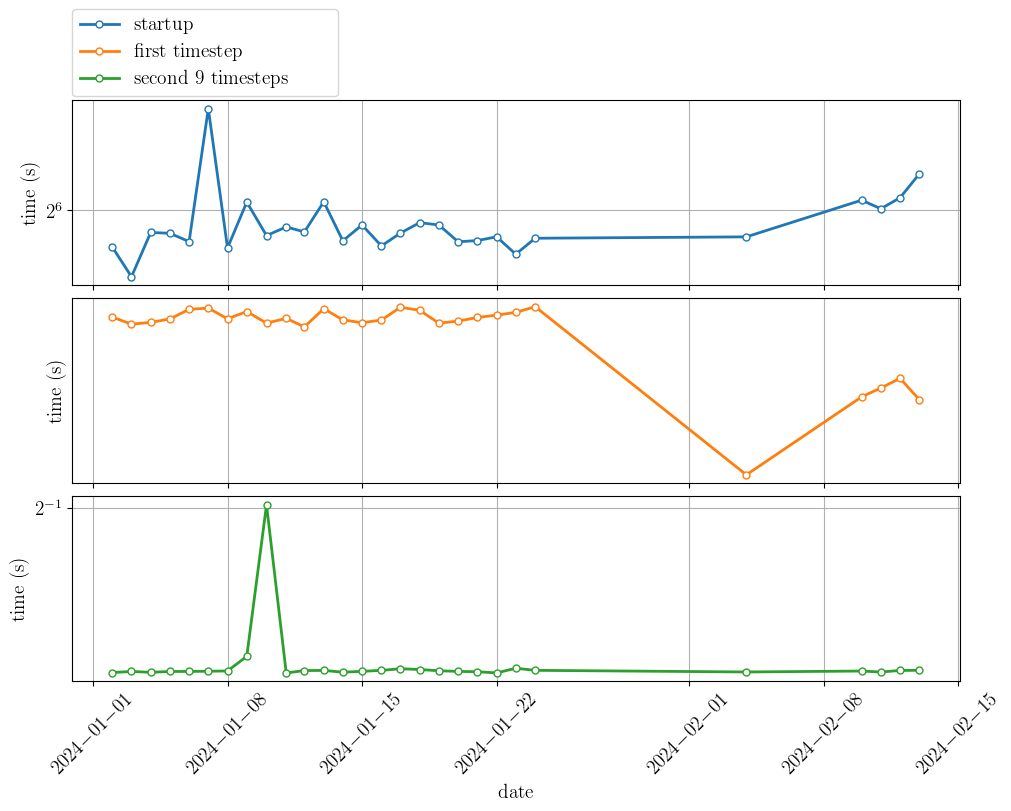 startup
first timestep
second 9 timesteps
time (s)
2^6
time (s)
time (s)
2^{-1}
2024-01-01
2024-01-08
2024-01-15
2024-01-22
2024-02-01
2024-02-08
2024-02-15
date